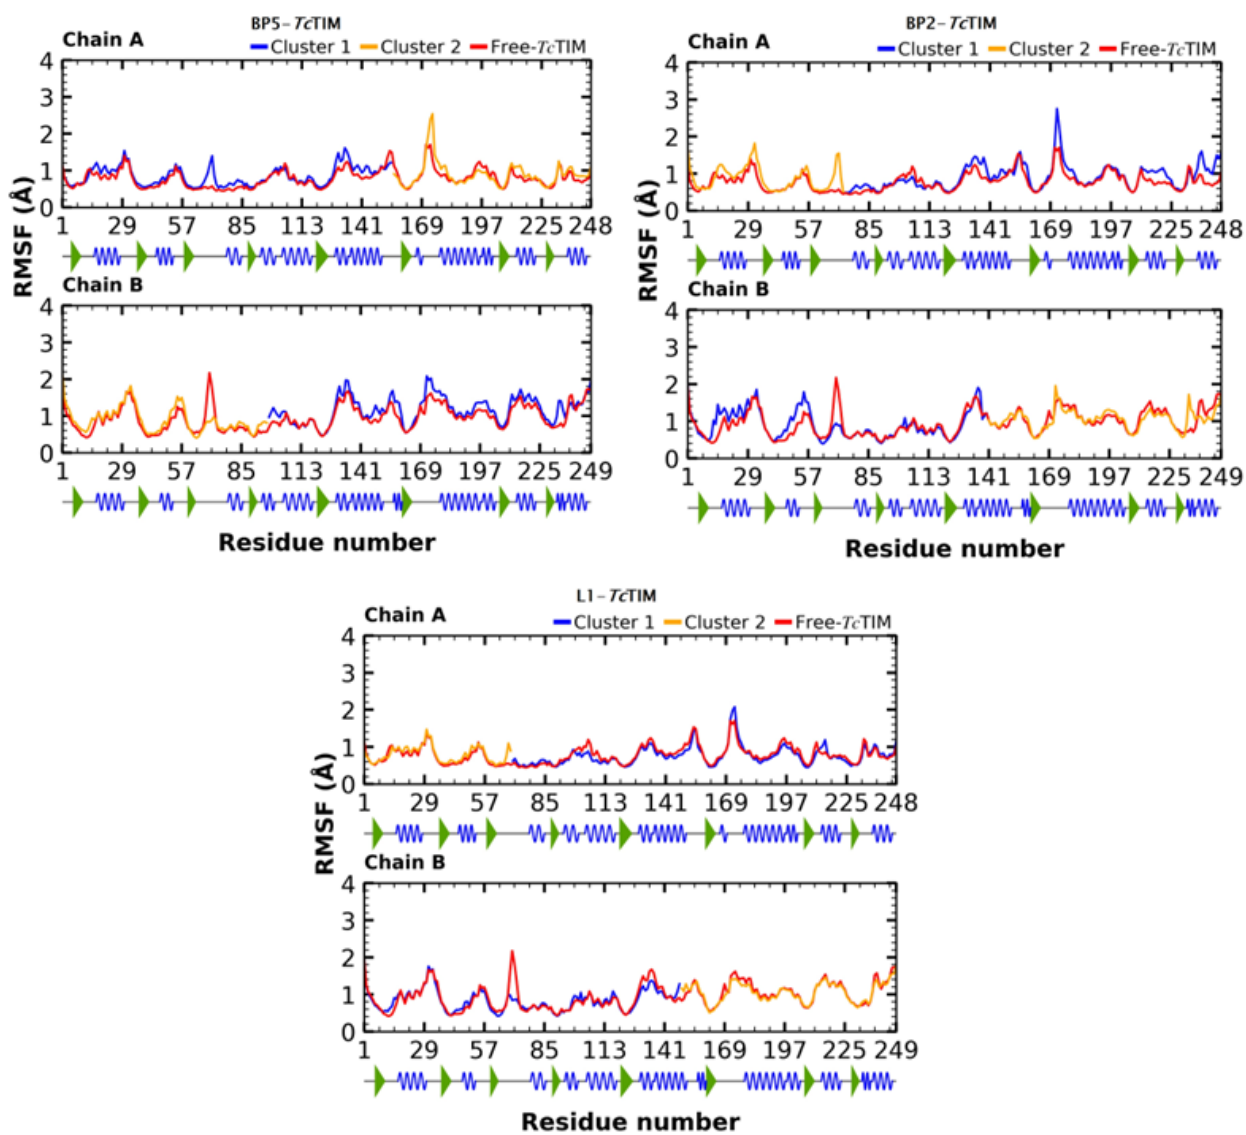 BP5-TcTIM
Chain A
Cluster 1 Cluster 2 Free-TcTIM
4
3
2
1
0
1 29 57 85 113 141 169 197 225 248
RMSF (Å)
Chain B
4
3
2
1
0
1 29 57 85 113 141 169 197 225 249
Residue number
BP2-TcTIM
Chain A
Cluster 1 Cluster 2 Free-TcTIM
4
3
2
1
0
1 29 57 85 113 141 169 197 225 248
RMSF (Å)
Chain B
4
3
2
1
0
1 29 57 85 113 141 169 197 225 249
Residue number
L1-TcTIM
Chain A
Cluster 1 Cluster 2 Free-TcTIM
4
3
2
1
0
1 29 57 85 113 141 169 197 225 248
RMSF (Å)
Chain B
4
3
2
1
0
1 29 57 85 113 141 169 197 225 249
Residue number